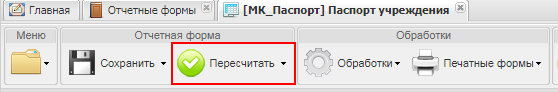 Главная Отчетные формы [МК_Паспорт] Паспорт учреждения
Меню Отчетная форма Обработки
Сохранить Пересчитать Обработки Печатные формы